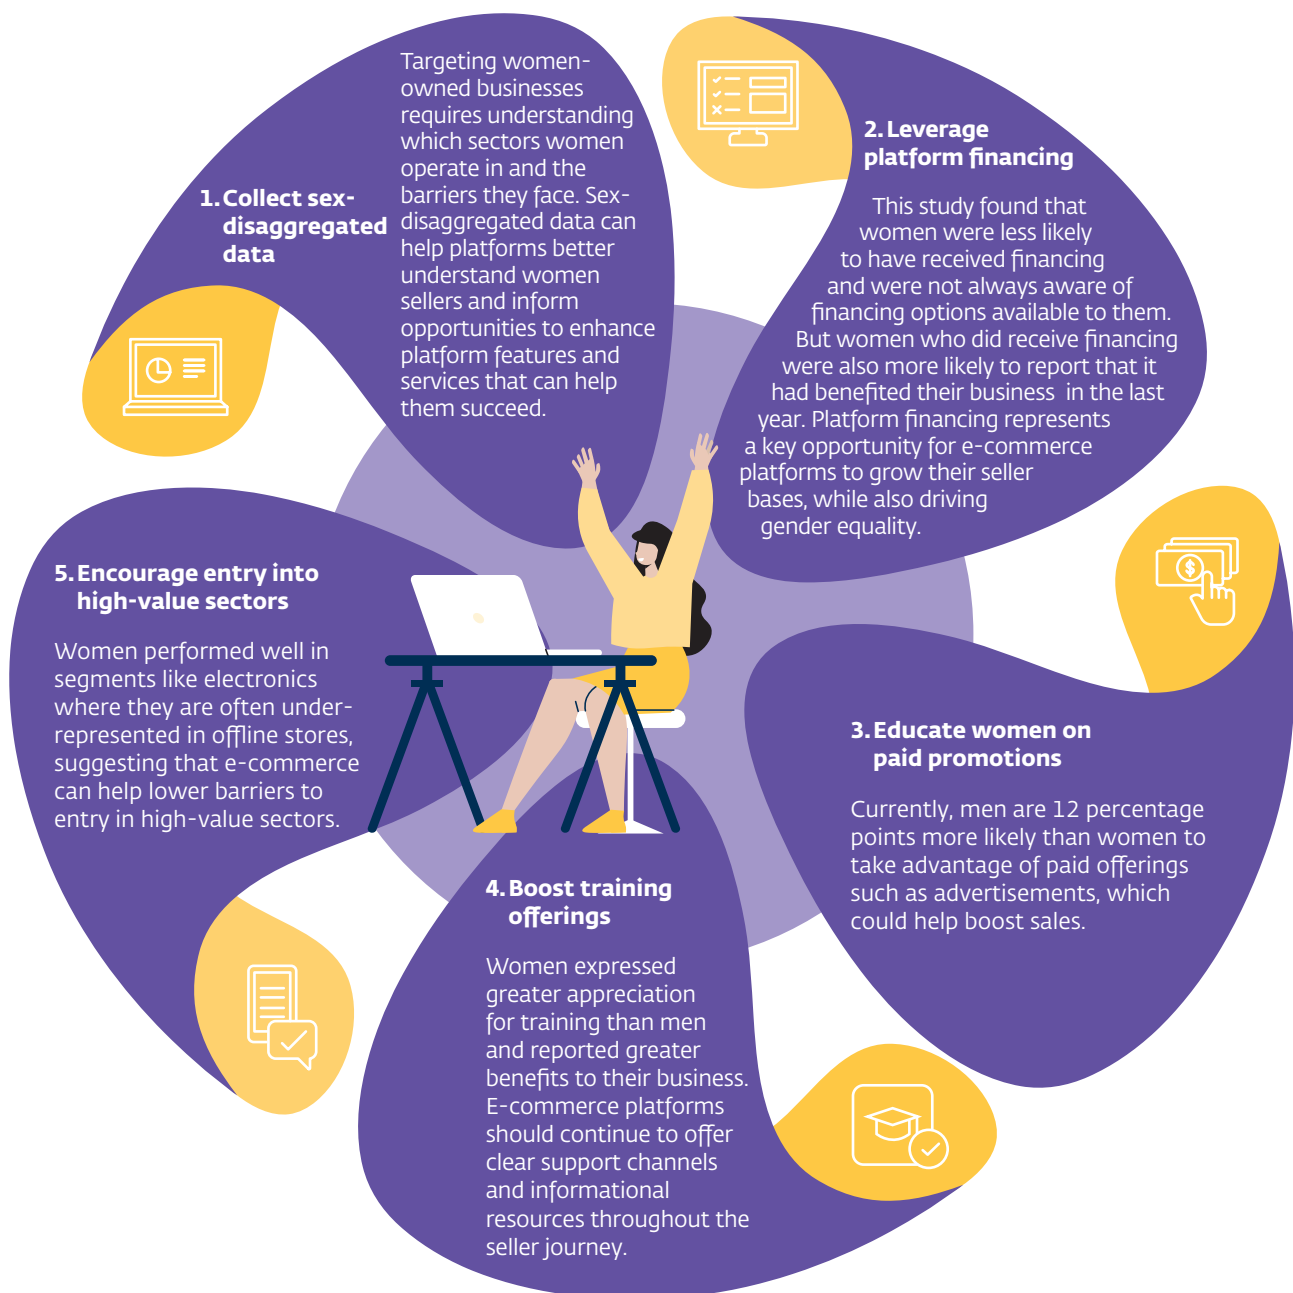 1. Collect sex-
disaggregated
data
Targeting women-
owned businesses
requires understanding
which sectors women
operate in and the
barriers they face. Sex-
disaggregated data can
help platforms better
understand women
sellers and inform
opportunities to enhance
platform features and
services that can help
them succeed.
2. Leverage
platform financing
This study found that
women were less likely
to have received financing
and were not always aware of
financing options available to them.
But women who did receive financing
were also more likely to report that it
had benefited their business in the last
year. Platform financing represents
a key opportunity for e-commerce
platforms to grow their seller
bases, while also driving
gender equality.
3. Educate women on
paid promotions
Currently, men are 12 percentage
points more likely than women to
take advantage of paid offerings
such as advertisements, which
could help boost sales.
4. Boost training
offerings
Women expressed
greater appreciation
for training than men
and reported greater
benefits to their business.
E-commerce platforms
should continue to offer
clear support channels
and informational
resources throughout the
seller journey.
5. Encourage entry into
high-value sectors
Women performed well in
segments like electronics
where they are often under-
represented in offline stores,
suggesting that e-commerce
can help lower barriers to
entry in high-value sectors.